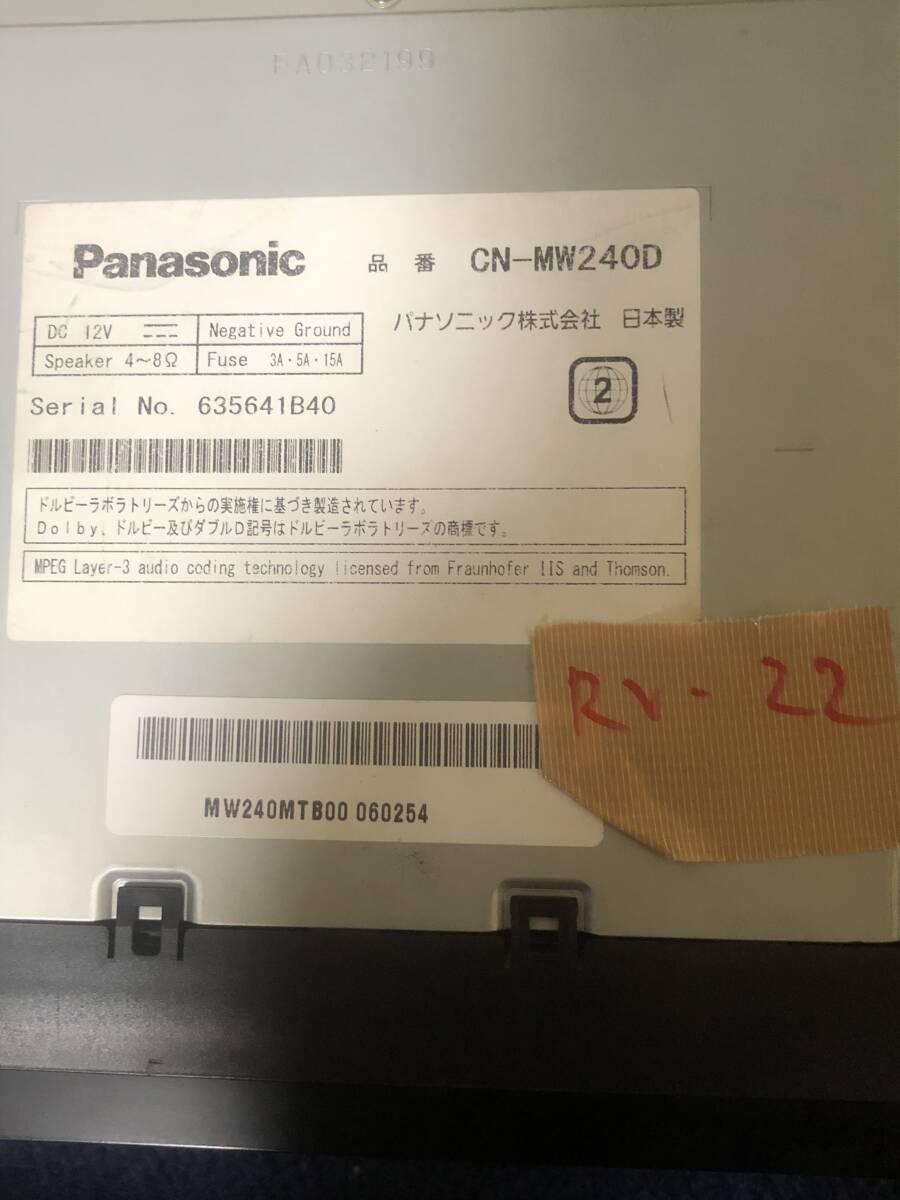 EA032199
Panasonic 品 番 CN-MW240D
パナソニック株式会社 日本製
DC 12V Negative Ground
Speaker 4～8Ω Fuse 3A・5A・15A
2
Serial No. 635641B40
ドルビーラボラトリーズからの実施権に基づき製造されています。
Dolby、ドルビー及びダブルD記号はドルビーラボラトリーズの商標です。
MPEG Layer-3 audio coding technology licensed from Fraunhofer IIS and Thomson.
RV-22
MW240MTB00 060254